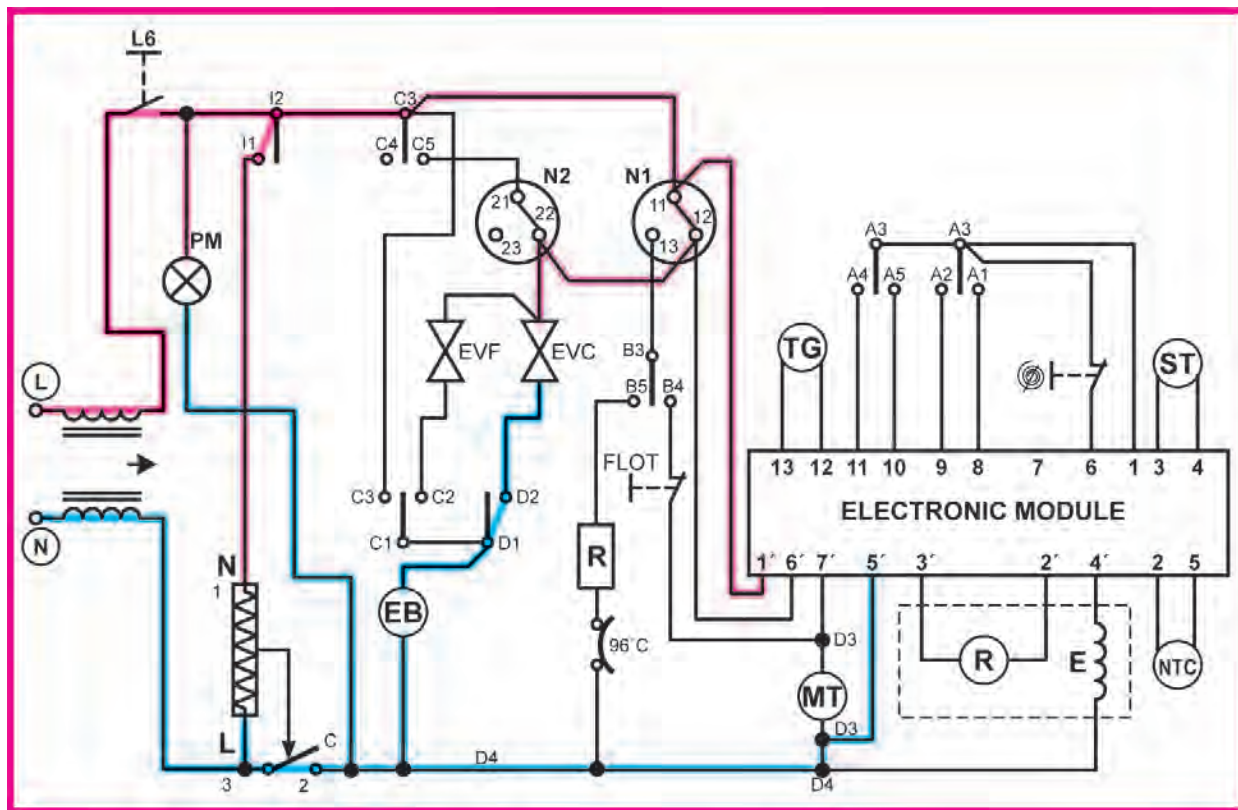 L6
I2
C3
I1
C4 C5
N2
N1
21
22
23
11
12
13
PM
A3
A3
A4 A5
A2 A1
EVF
EVC
TG
ST
L
B3
B5 B4
FLOT
13 12 11 10 9 8 7 6 1 3 4
ELECTRONIC MODULE
1´ 6´ 7´ 5´ 3´ 2´ 4´ 2 5
C3
C2
D2
N
C1
D1
R
N
1
EB
96°C
D3
R
E
NTC
MT
L
C
D4
D3
3
2
D4